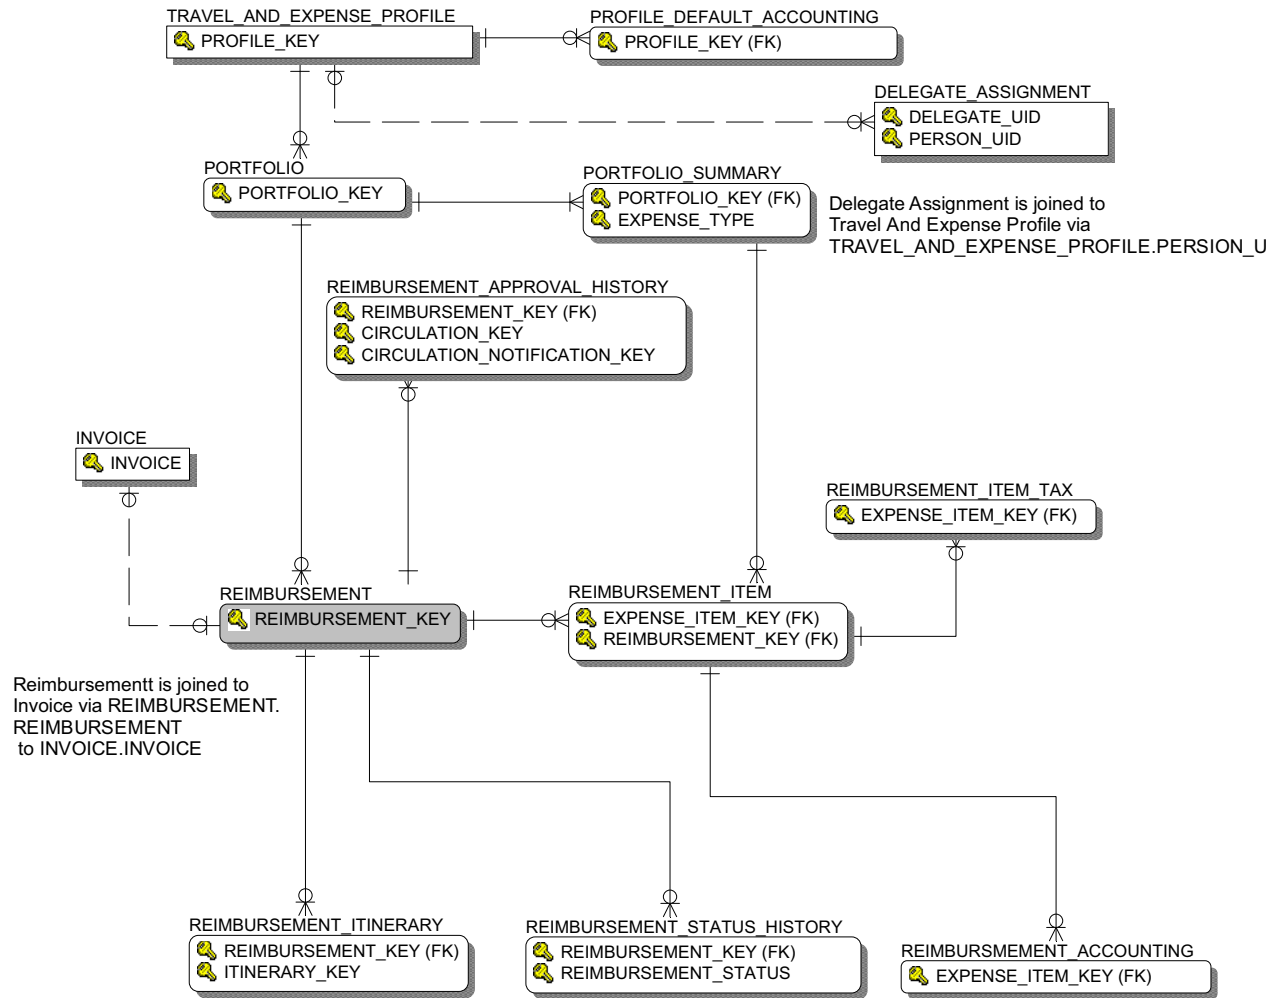 TRAVEL_AND_EXPENSE_PROFILE
PROFILE_KEY
PROFILE_DEFAULT_ACCOUNTING
PROFILE_KEY (FK)
DELEGATE_ASSIGNMENT
DELEGATE_UID
PERSON_UID
PORTFOLIO
PORTFOLIO_KEY
PORTFOLIO_SUMMARY
PORTFOLIO_KEY (FK)
EXPENSE_TYPE
Delegate Assignment is joined to
Travel And Expense Profile via
TRAVEL_AND_EXPENSE_PROFILE.PERSION_U
REIMBURSEMENT_APPROVAL_HISTORY
REIMBURSEMENT_KEY (FK)
CIRCULATION_KEY
CIRCULATION_NOTIFICATION_KEY
INVOICE
INVOICE
REIMBURSEMENT_ITEM_TAX
EXPENSE_ITEM_KEY (FK)
REIMBURSEMENT
REIMBURSEMENT_KEY
REIMBURSEMENT_ITEM
EXPENSE_ITEM_KEY (FK)
REIMBURSEMENT_KEY (FK)
Reimbursementt is joined to
Invoice via REIMBURSEMENT.
REIMBURSEMENT
to INVOICE.INVOICE
REIMBURSEMENT_ITINERARY
REIMBURSEMENT_KEY (FK)
ITINERARY_KEY
REIMBURSEMENT_STATUS_HISTORY
REIMBURSEMENT_KEY (FK)
REIMBURSEMENT_STATUS
REIMBURSMEMENT_ACCOUNTING
EXPENSE_ITEM_KEY (FK)